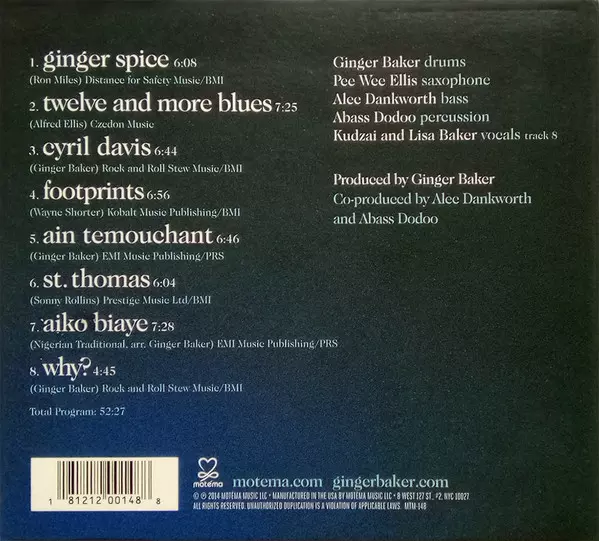 1. ginger spice 6:08
(Ron Miles) Distance for Safety Music/BMI
2. twelve and more blues 7:25
(Alfred Ellis) Czedon Music
3. cyril davis 6:44
(Ginger Baker) Rock and Roll Stew Music/BMI
4. footprints 6:56
(Wayne Shorter) Kobalt Music Publishing/BMI
5. ain temouchant 6:46
(Ginger Baker) EMI Music Publishing/PRS
6. st. thomas 6:04
(Sonny Rollins) Prestige Music Ltd/BMI
7. aiko biaye 7:28
(Nigerian Traditional, arr. Ginger Baker) EMI Music Publishing/PRS
8. why? 4:45
(Ginger Baker) Rock and Roll Stew Music/BMI
Total Program: 52:27
Ginger Baker drums
Pee Wee Ellis saxophone
Alec Dankworth bass
Abass Dodoo percussion
Kudzai and Lisa Baker vocals track 8
Produced by Ginger Baker
Co-produced by Alec Dankworth
and Abass Dodoo
1 81212 00148 8
motema
motema.com gingerbaker.com
© ℗ 2014 MOTÉMA MUSIC LLC • MANUFACTURED IN THE USA BY MOTÉMA MUSIC LLC • 8 WEST 127 ST., #2, NYC 10027
ALL RIGHTS RESERVED. UNAUTHORIZED DUPLICATION IS A VIOLATION OF APPLICABLE LAWS. MTM-148